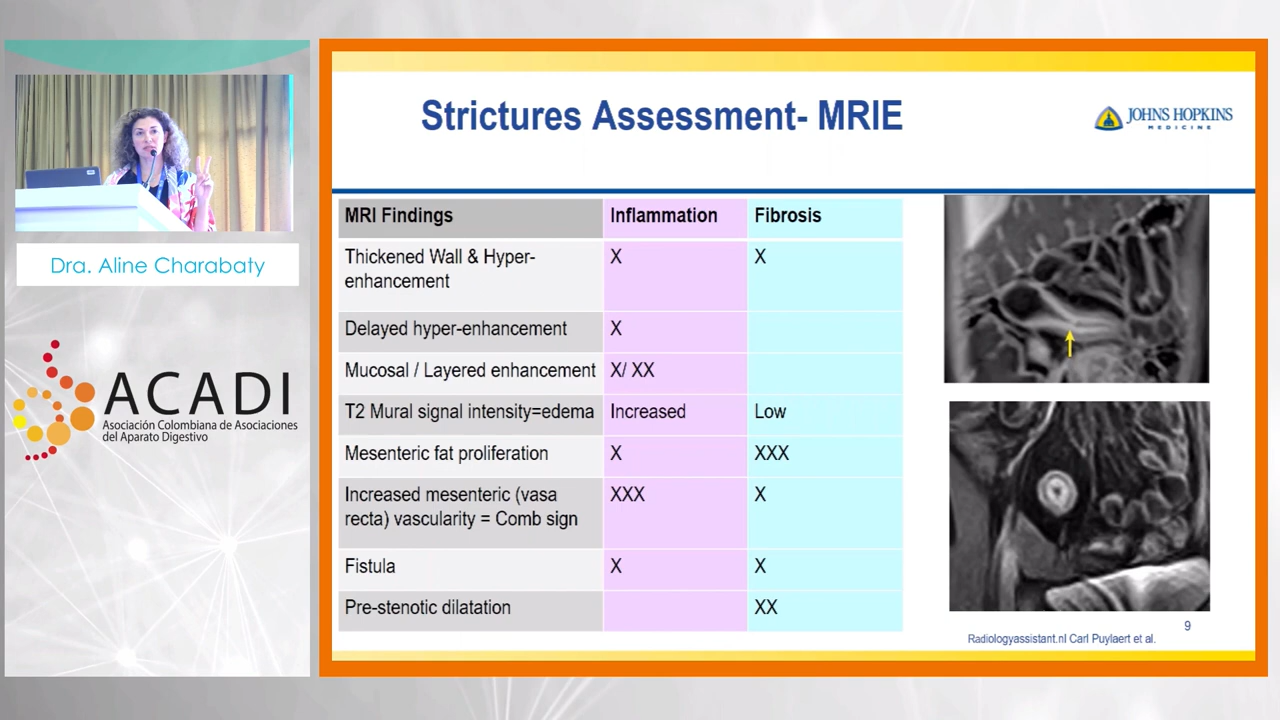 Dra. Aline Charabaty
ACADI
Asociación Colombiana de Asociaciones
del Aparato Digestivo
Strictures Assessment- MRIE
JOHNS HOPKINS
MEDICINE
MRI Findings Inflammation Fibrosis
Thickened Wall & Hyper-
enhancement X X
Delayed hyper-enhancement X
Mucosal / Layered enhancement X/ XX
T2 Mural signal intensity=edema Increased Low
Mesenteric fat proliferation X XXX
Increased mesenteric (vasa
recta) vascularity = Comb sign XXX X
Fistula X X
Pre-stenotic dilatation XX
9
Radiologyassistant.nl Carl Puylaert et al.